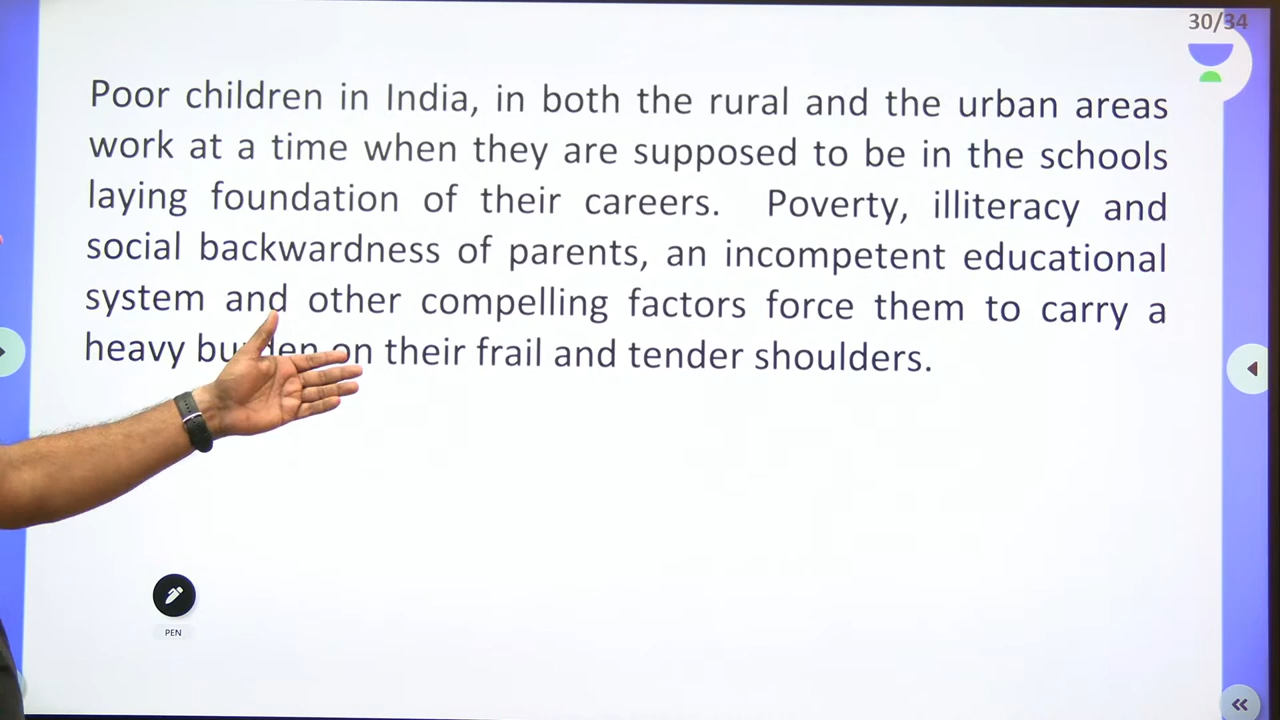 30/34
Poor children in India, in both the rural and the urban areas
work at a time when they are supposed to be in the schools
laying foundation of their careers. Poverty, illiteracy and
social backwardness of parents, an incompetent educational
system and other compelling factors force them to carry a
heavy burden on their frail and tender shoulders.
PEN